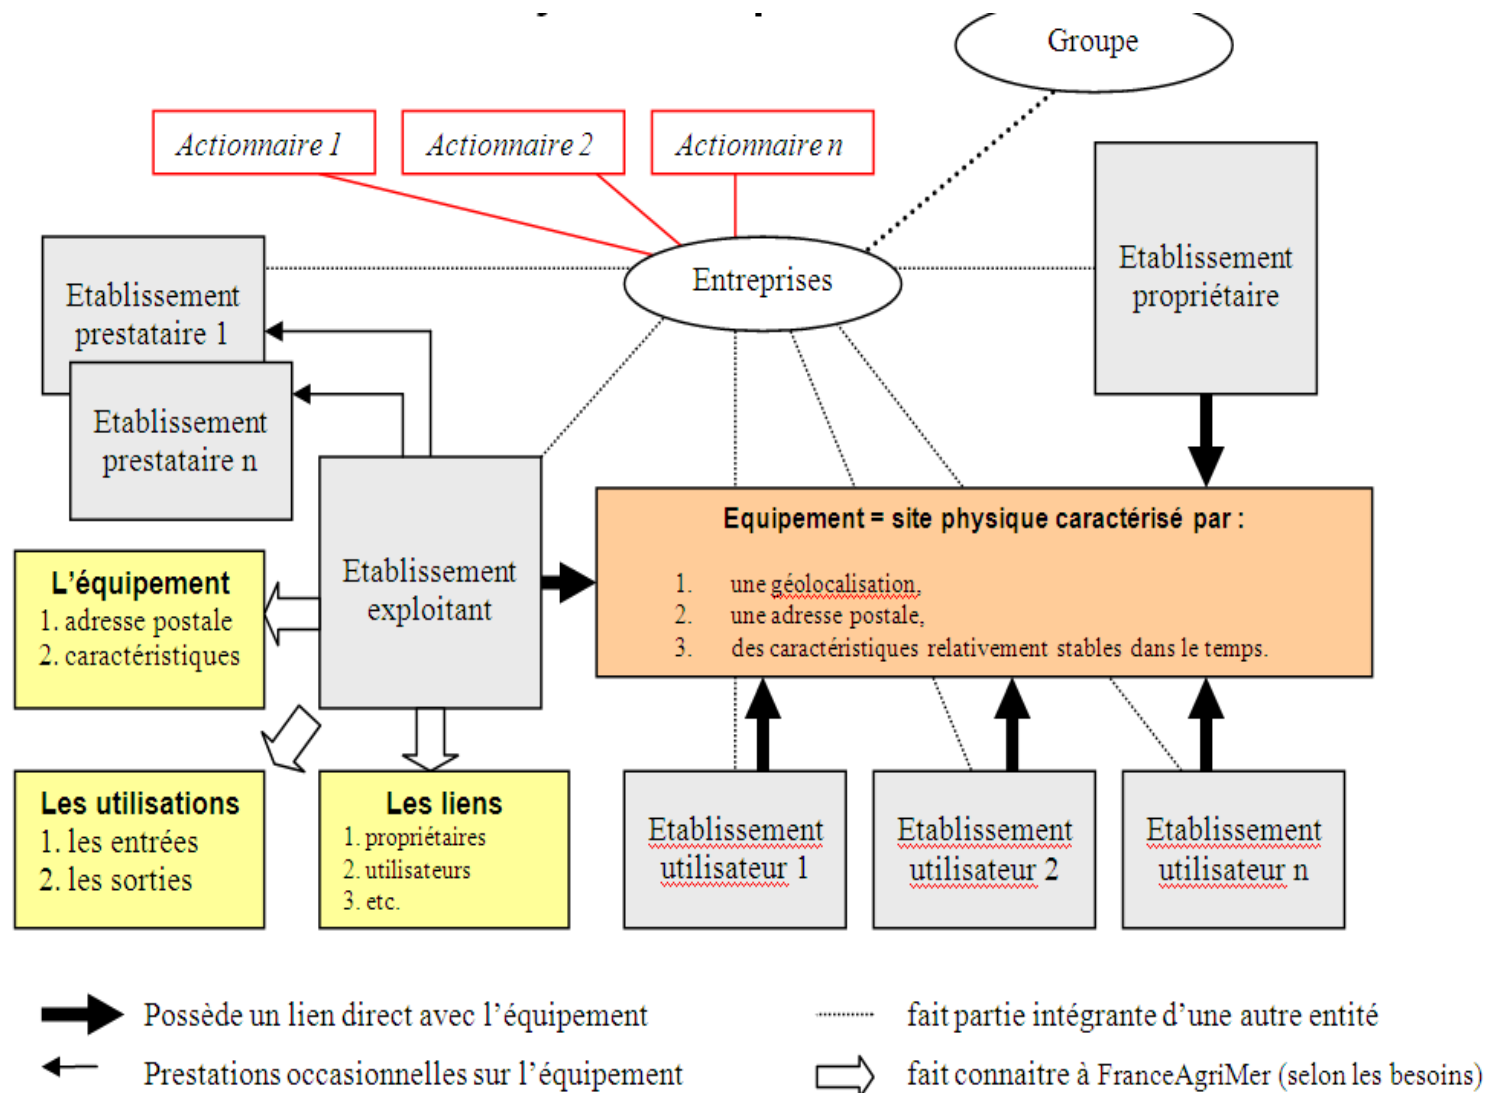 Groupe
Actionnaire 1
Actionnaire 2
Actionnaire n
Entreprises
Etablissement
propriétaire
Etablissement
prestataire 1
Etablissement
prestataire n
Etablissement
exploitant
Equipement = site physique caractérisé par :
1. une géolocalisation,
2. une adresse postale,
3. des caractéristiques relativement stables dans le temps.
L’équipement
1. adresse postale
2. caractéristiques
Les utilisations
1. les entrées
2. les sorties
Les liens
1. propriétaires
2. utilisateurs
3. etc.
Etablissement
utilisateur 1
Etablissement
utilisateur 2
Etablissement
utilisateur n
Possède un lien direct avec l’équipement
fait partie intégrante d’une autre entité
Prestations occasionnelles sur l’équipement
fait connaitre à FranceAgriMer (selon les besoins)